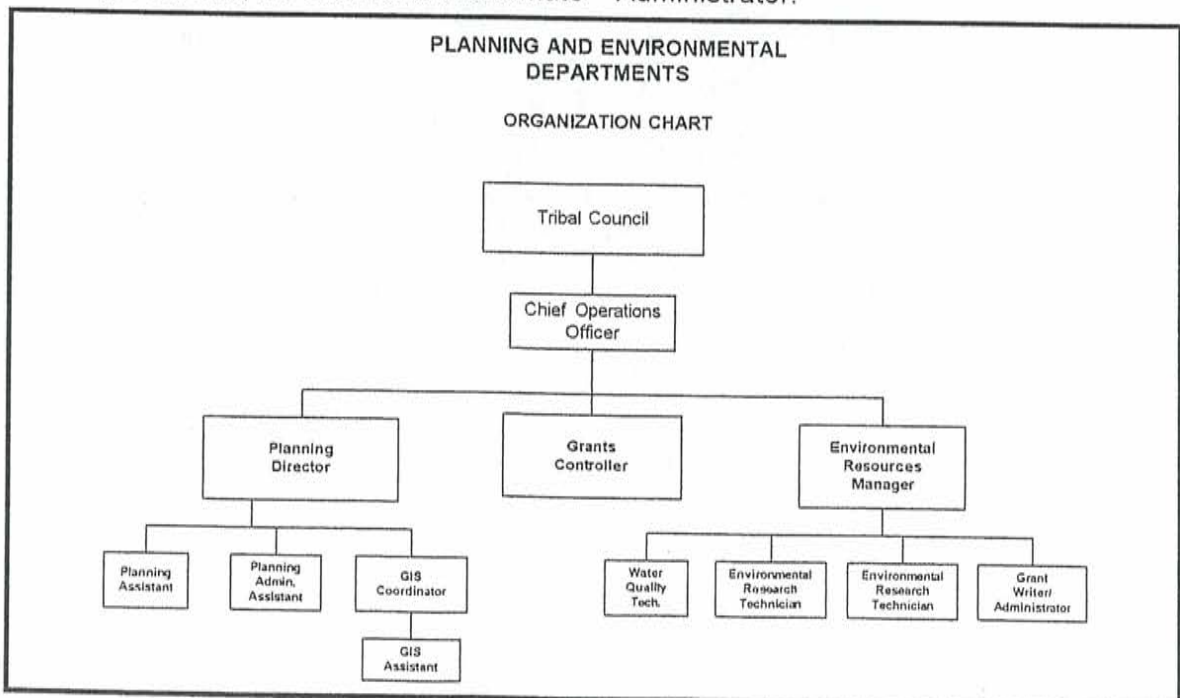 Administrator.
PLANNING AND ENVIRONMENTAL
DEPARTMENTS
ORGANIZATION CHART
Tribal Council
Chief Operations
Officer
Planning
Director
Grants
Controller
Environmental
Resources
Manager
Planning
Assistant
Planning
Admin.
Assistant
GIS
Coordinator
GIS
Assistant
Water
Quality
Tech.
Environmental
Research
Technician
Environmental
Research
Technician
Grant
Writer/
Administrator